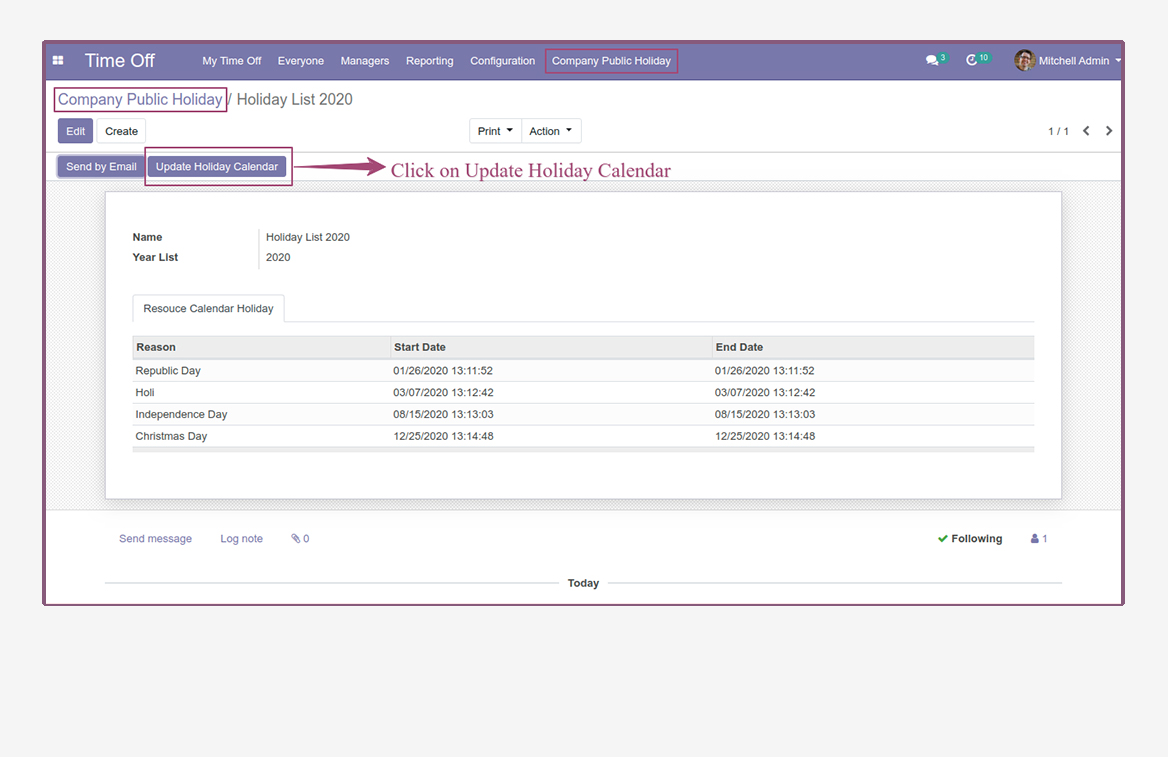 Time Off My Time Off Everyone Managers Reporting Configuration Company Public Holiday 3 10 Mitchell Admin
Company Public Holiday / Holiday List 2020
Edit Create Print Action 1 / 1
Send by Email Update Holiday Calendar Click on Update Holiday Calendar
Name Holiday List 2020
Year List 2020
Resouce Calendar Holiday
Reason Start Date End Date
Republic Day 01/26/2020 13:11:52 01/26/2020 13:11:52
Holi 03/07/2020 13:12:42 03/07/2020 13:12:42
Independence Day 08/15/2020 13:13:03 08/15/2020 13:13:03
Christmas Day 12/25/2020 13:14:48 12/25/2020 13:14:48
Send message Log note 0 Following 1
Today